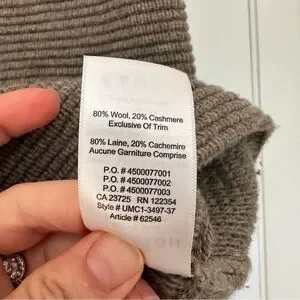 80% Wool, 20% Cashmere
Exclusive Of Trim
80% Laine, 20% Cachemire
Aucune Garniture Comprise
P.O. # 4500077001
P.O. # 4500077002
P.O. # 4500077003
CA 23725 RN 122354
Style # UMC1-3497-37
Article # 62546